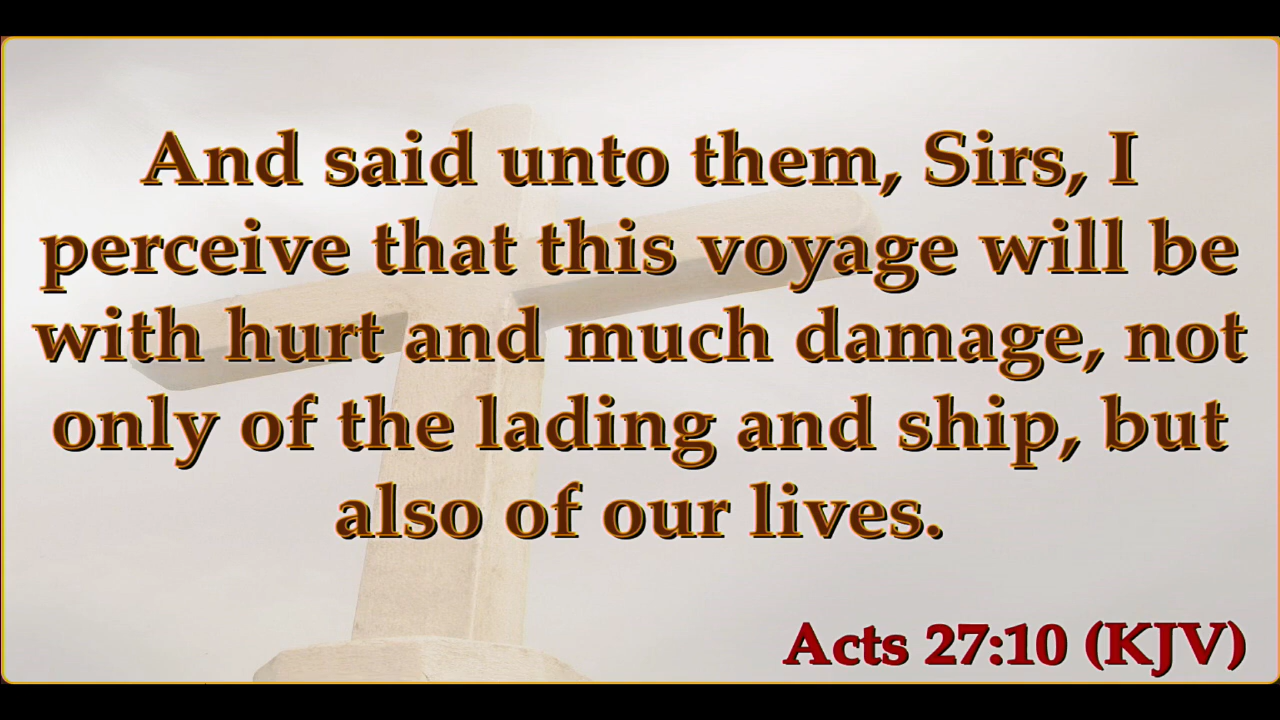 And said unto them, Sirs, I
perceive that this voyage will be
with hurt and much damage, not
only of the lading and ship, but
also of our lives.
Acts 27:10 (KJV)